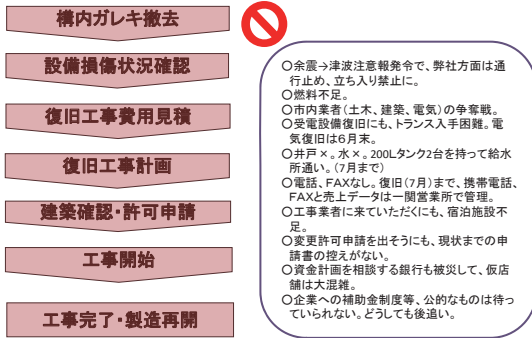 構内ガレキ撤去
設備損傷状況確認
復旧工事費用見積
復旧工事計画
建築確認・許可申請
工事開始
工事完了・製造再開
〇余震→津波注意報発令で、弊社方面は通
行止め、立ち入り禁止に。
〇燃料不足。
〇市内業者(土木、建築、電気)の争奪戦。
〇受電設備復旧にも、トランス入手困難。電
気復旧は6月末。
〇井戸×。水×。200Lタンク2台を持って給水
所通い。(7月まで)
〇電話、FAXなし。復旧(7月)まで、携帯電話、
FAXと売上データは一関営業所で管理。
〇工事業者に来ていただくにも、宿泊施設不
足。
〇変更許可申請を出そうにも、現状までの申
請書の控えがない。
〇資金計画を相談する銀行も被災して、仮店
舗は大混雑。
〇企業への補助金制度等、公的なものは待っ
ていられない。どうしても後追い。